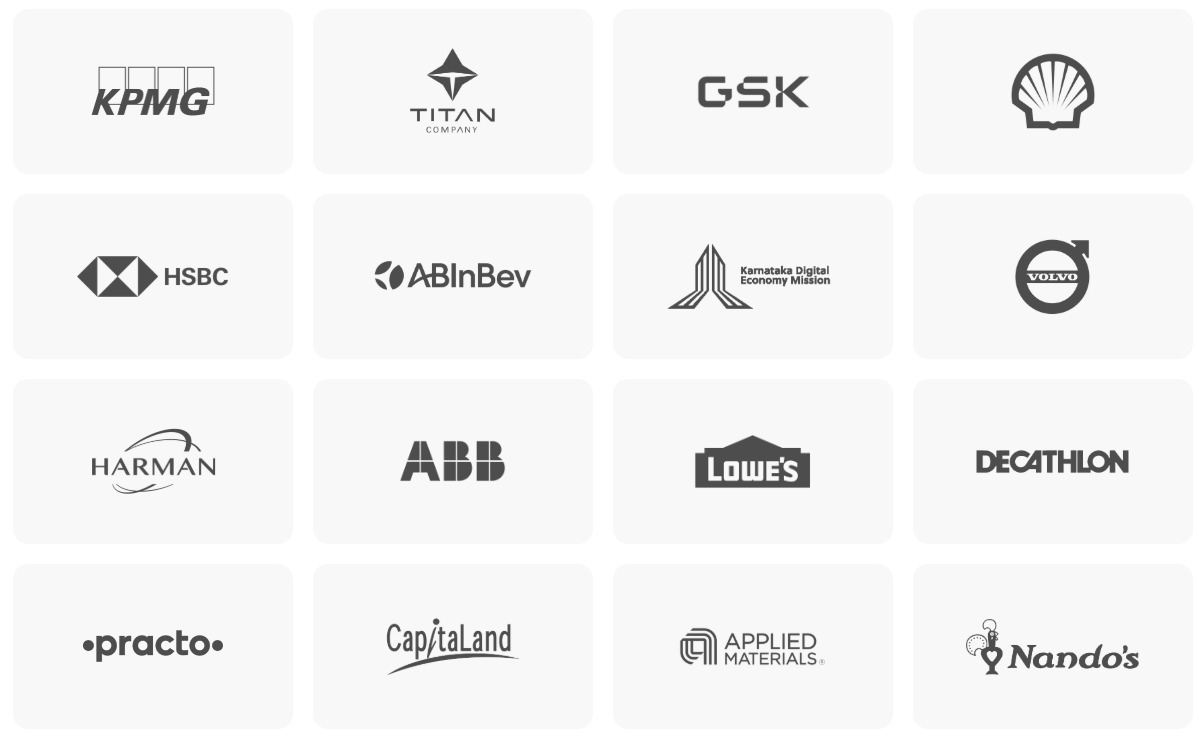 KPMG
TITAN
COMPANY
GSK
HSBC
ABInBev
Karnataka Digital
Economy Mission
VOLVO
HARMAN
ABB
LOWE'S
DECATHLON
practo
CapitaLand
APPLIED
MATERIALS®
Nando's